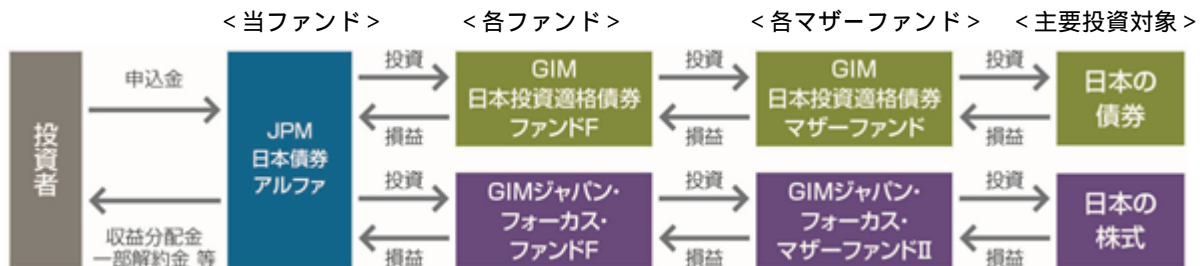 <当ファンド>
<各ファンド>
<各マザーファンド>
<主要投資対象>
投資者
申込金
収益分配金
一部解約金 等
JPM
日本債券
アルファ
投資
損益
GIM
日本投資適格債券
ファンドF
投資
損益
GIM
日本投資適格債券
マザーファンド
投資
損益
日本の
債券
投資
損益
GIMジャパン・
フォーカス・
ファンドF
投資
損益
GIMジャパン・
フォーカス・
マザーファンドⅡ
投資
損益
日本の
株式